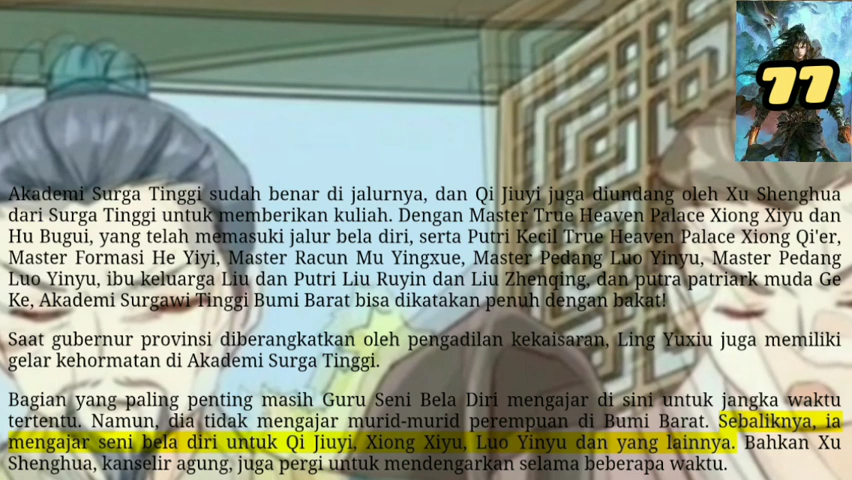 77
Akademi Surga Tinggi sudah benar di jalurnya, dan Qi Jiuyi juga diundang oleh Xu Shenghua
dari Surga Tinggi untuk memberikan kuliah. Dengan Master True Heaven Palace Xiong Xiyu dan
Hu Bugui, yang telah memasuki jalur bela diri, serta Putri Kecil True Heaven Palace Xiong Qi'er,
Master Formasi He Yiyi, Master Racun Mu Yingxue, Master Pedang Luo Yinyu, Master Pedang
Luo Yinyu, ibu keluarga Liu dan Putri Liu Ruyin dan Liu Zhenqing, dan putra patriark muda Ge
Ke, Akademi Surgawi Tinggi Bumi Barat bisa dikatakan penuh dengan bakat!
Saat gubernur provinsi diberangkatkan oleh pengadilan kekaisaran, Ling Yuxiu juga memiliki
gelar kehormatan di Akademi Surga Tinggi.
Bagian yang paling penting masih Guru Seni Bela Diri mengajar di sini untuk jangka waktu
tertentu. Namun, dia tidak mengajar murid-murid perempuan di Bumi Barat. Sebaliknya, ia
mengajar seni bela diri untuk Qi Jiuyi, Xiong Xiyu, Luo Yinyu dan yang lainnya. Bahkan Xu
Shenghua, kanselir agung, juga pergi untuk mendengarkan selama beberapa waktu.